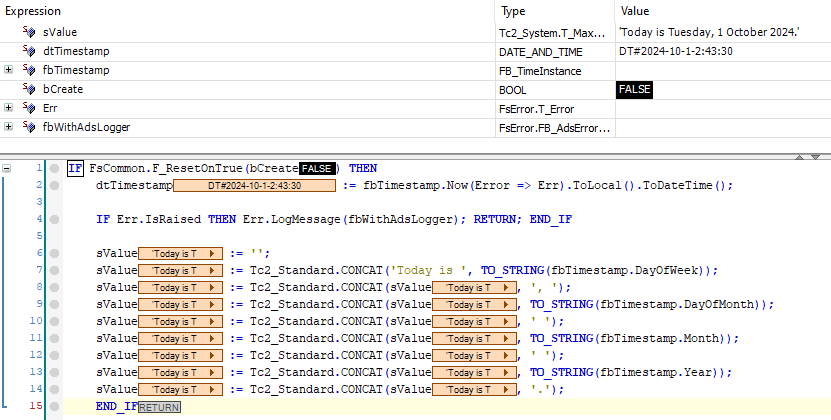 Expression Type Value
sValue Tc2_System.T_Max... 'Today is Tuesday, 1 October 2024.'
dtTimestamp DATE_AND_TIME DT#2024-10-1-2:43:30
fbTimestamp FB_TimeInstance
bCreate BOOL FALSE
Err FsError.T_Error
fbWithAdsLogger FsError.FB_AdsError...
1 IF FsCommon.F_ResetOnTrue(bCreate FALSE ) THEN
2 dtTimestamp DT#2024-10-1-2:43:30 := fbTimestamp.Now(Error => Err).ToLocal().ToDateTime();
3
4 IF Err.IsRaised THEN Err.LogMessage(fbWithAdsLogger); RETURN; END_IF
5
6 sValue 'Today is T := '';
7 sValue 'Today is T := Tc2_Standard.CONCAT('Today is ', TO_STRING(fbTimestamp.DayOfWeek));
8 sValue 'Today is T := Tc2_Standard.CONCAT(sValue 'Today is T , ', ');
9 sValue 'Today is T := Tc2_Standard.CONCAT(sValue 'Today is T , TO_STRING(fbTimestamp.DayOfMonth));
10 sValue 'Today is T := Tc2_Standard.CONCAT(sValue 'Today is T , ' ');
11 sValue 'Today is T := Tc2_Standard.CONCAT(sValue 'Today is T , TO_STRING(fbTimestamp.Month));
12 sValue 'Today is T := Tc2_Standard.CONCAT(sValue 'Today is T , ' ');
13 sValue 'Today is T := Tc2_Standard.CONCAT(sValue 'Today is T , TO_STRING(fbTimestamp.Year));
14 sValue 'Today is T := Tc2_Standard.CONCAT(sValue 'Today is T , '.');
15 END_IF RETURN